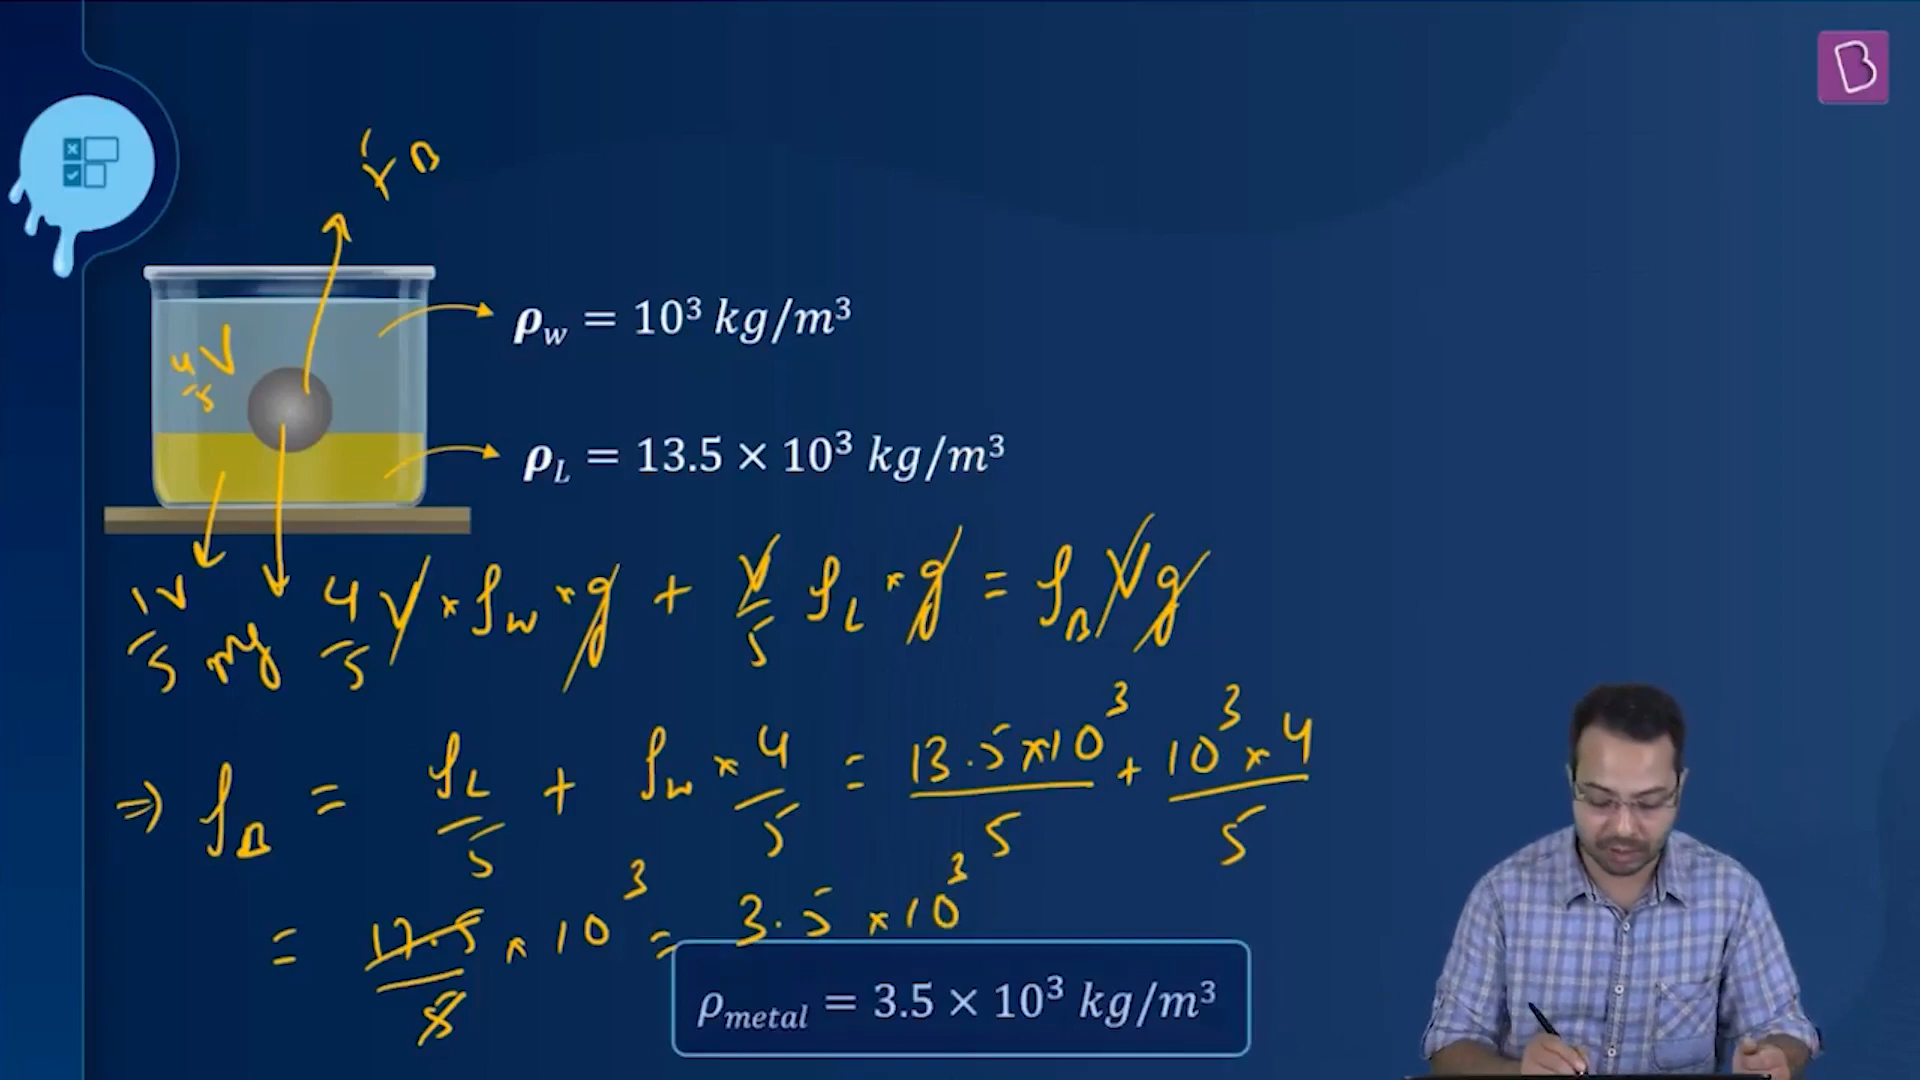 F_B
ρ_w = 10³ kg/m³
4/5 V
ρ_L = 13.5 × 10³ kg/m³
1V/5
mg
4/5 V × ρ_w × g + V/5 ρ_L × g = ρ_B V g
⇒ ρ_B = ρ_L/5 + ρ_w × 4/5 = 13.5 × 10³/5 + 10³ × 4/5
= 17.5/5 × 10³ = 3.5 × 10³
ρ_metal = 3.5 × 10³ kg/m³